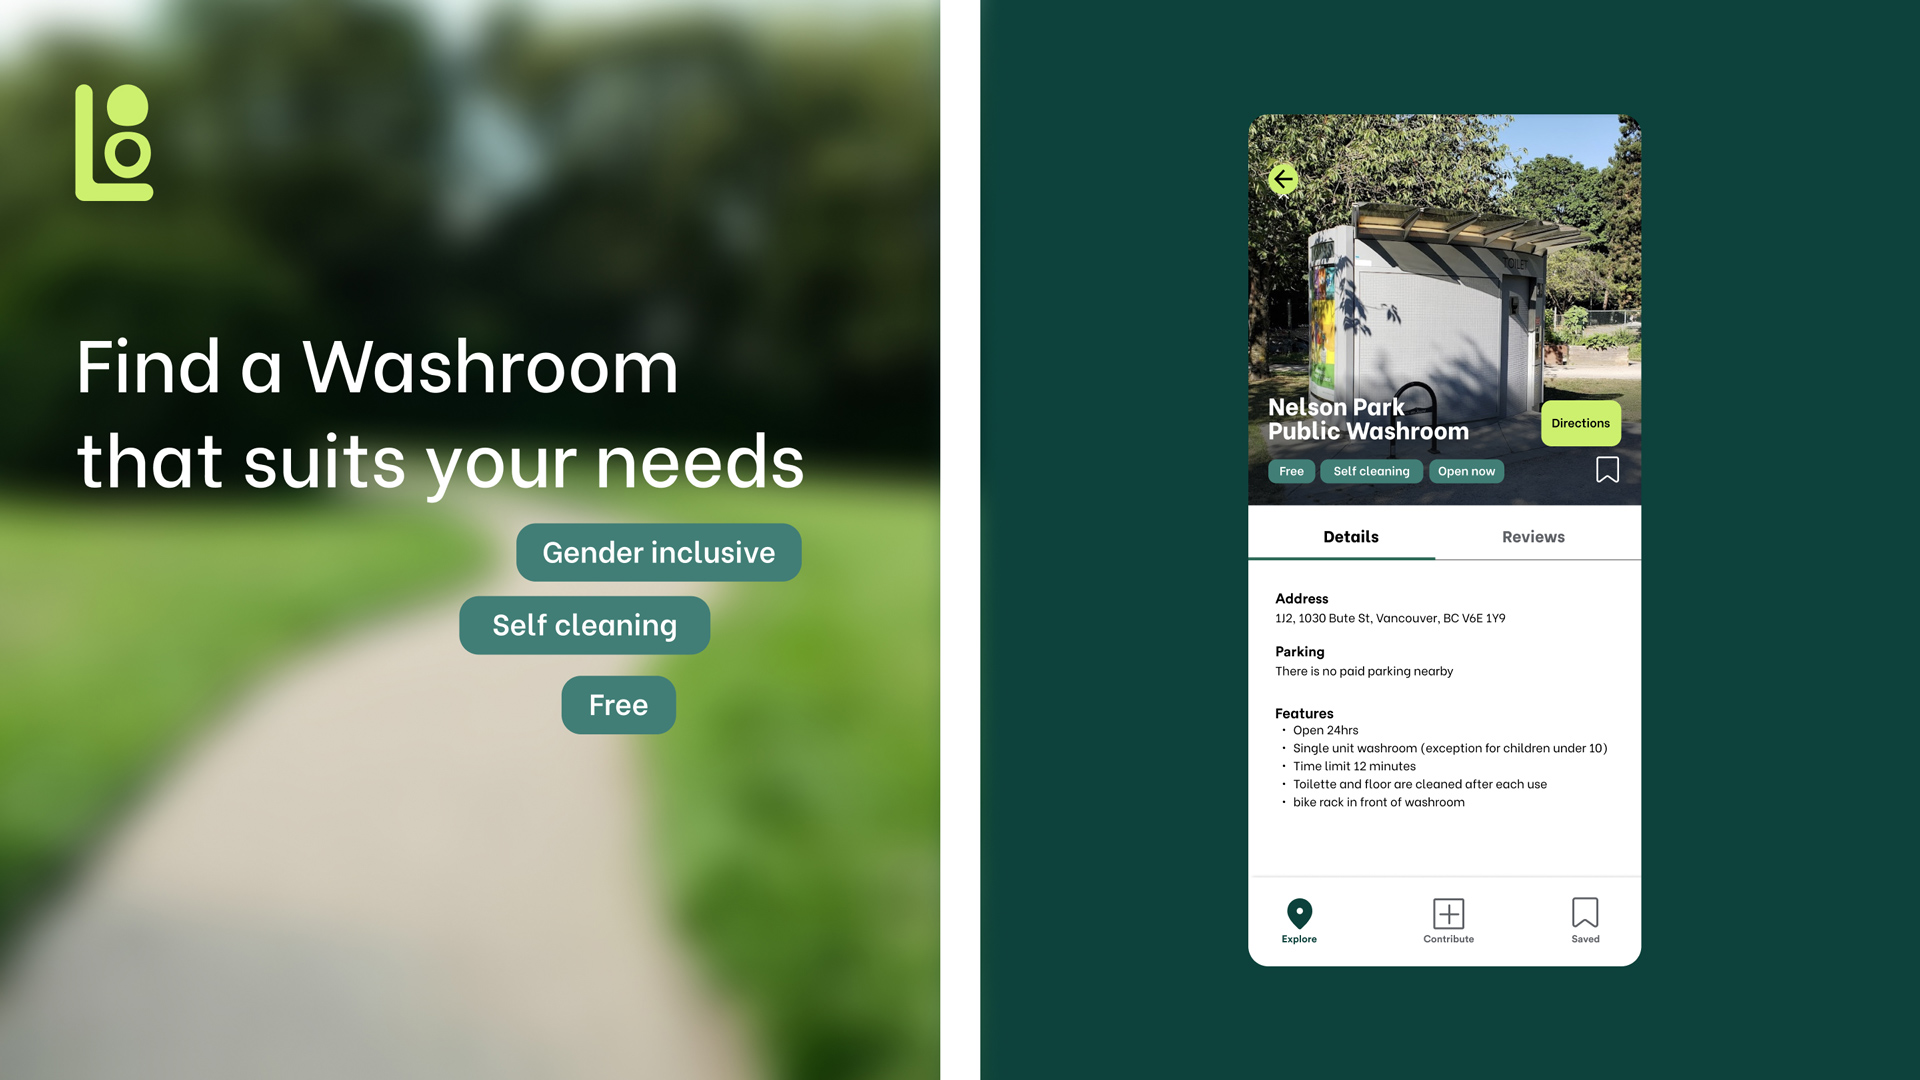 Lo
Find a Washroom
that suits your needs
Gender inclusive
Self cleaning
Free
TOILET
Nelson Park
Public Washroom
Directions
Free
Self cleaning
Open now
Details
Reviews
Address
1J2, 1030 Bute St, Vancouver, BC V6E 1Y9
Parking
There is no paid parking nearby
Features
• Open 24hrs
• Single unit washroom (exception for children under 10)
• Time limit 12 minutes
• Toilette and floor are cleaned after each use
• bike rack in front of washroom
Explore
Contribute
Saved